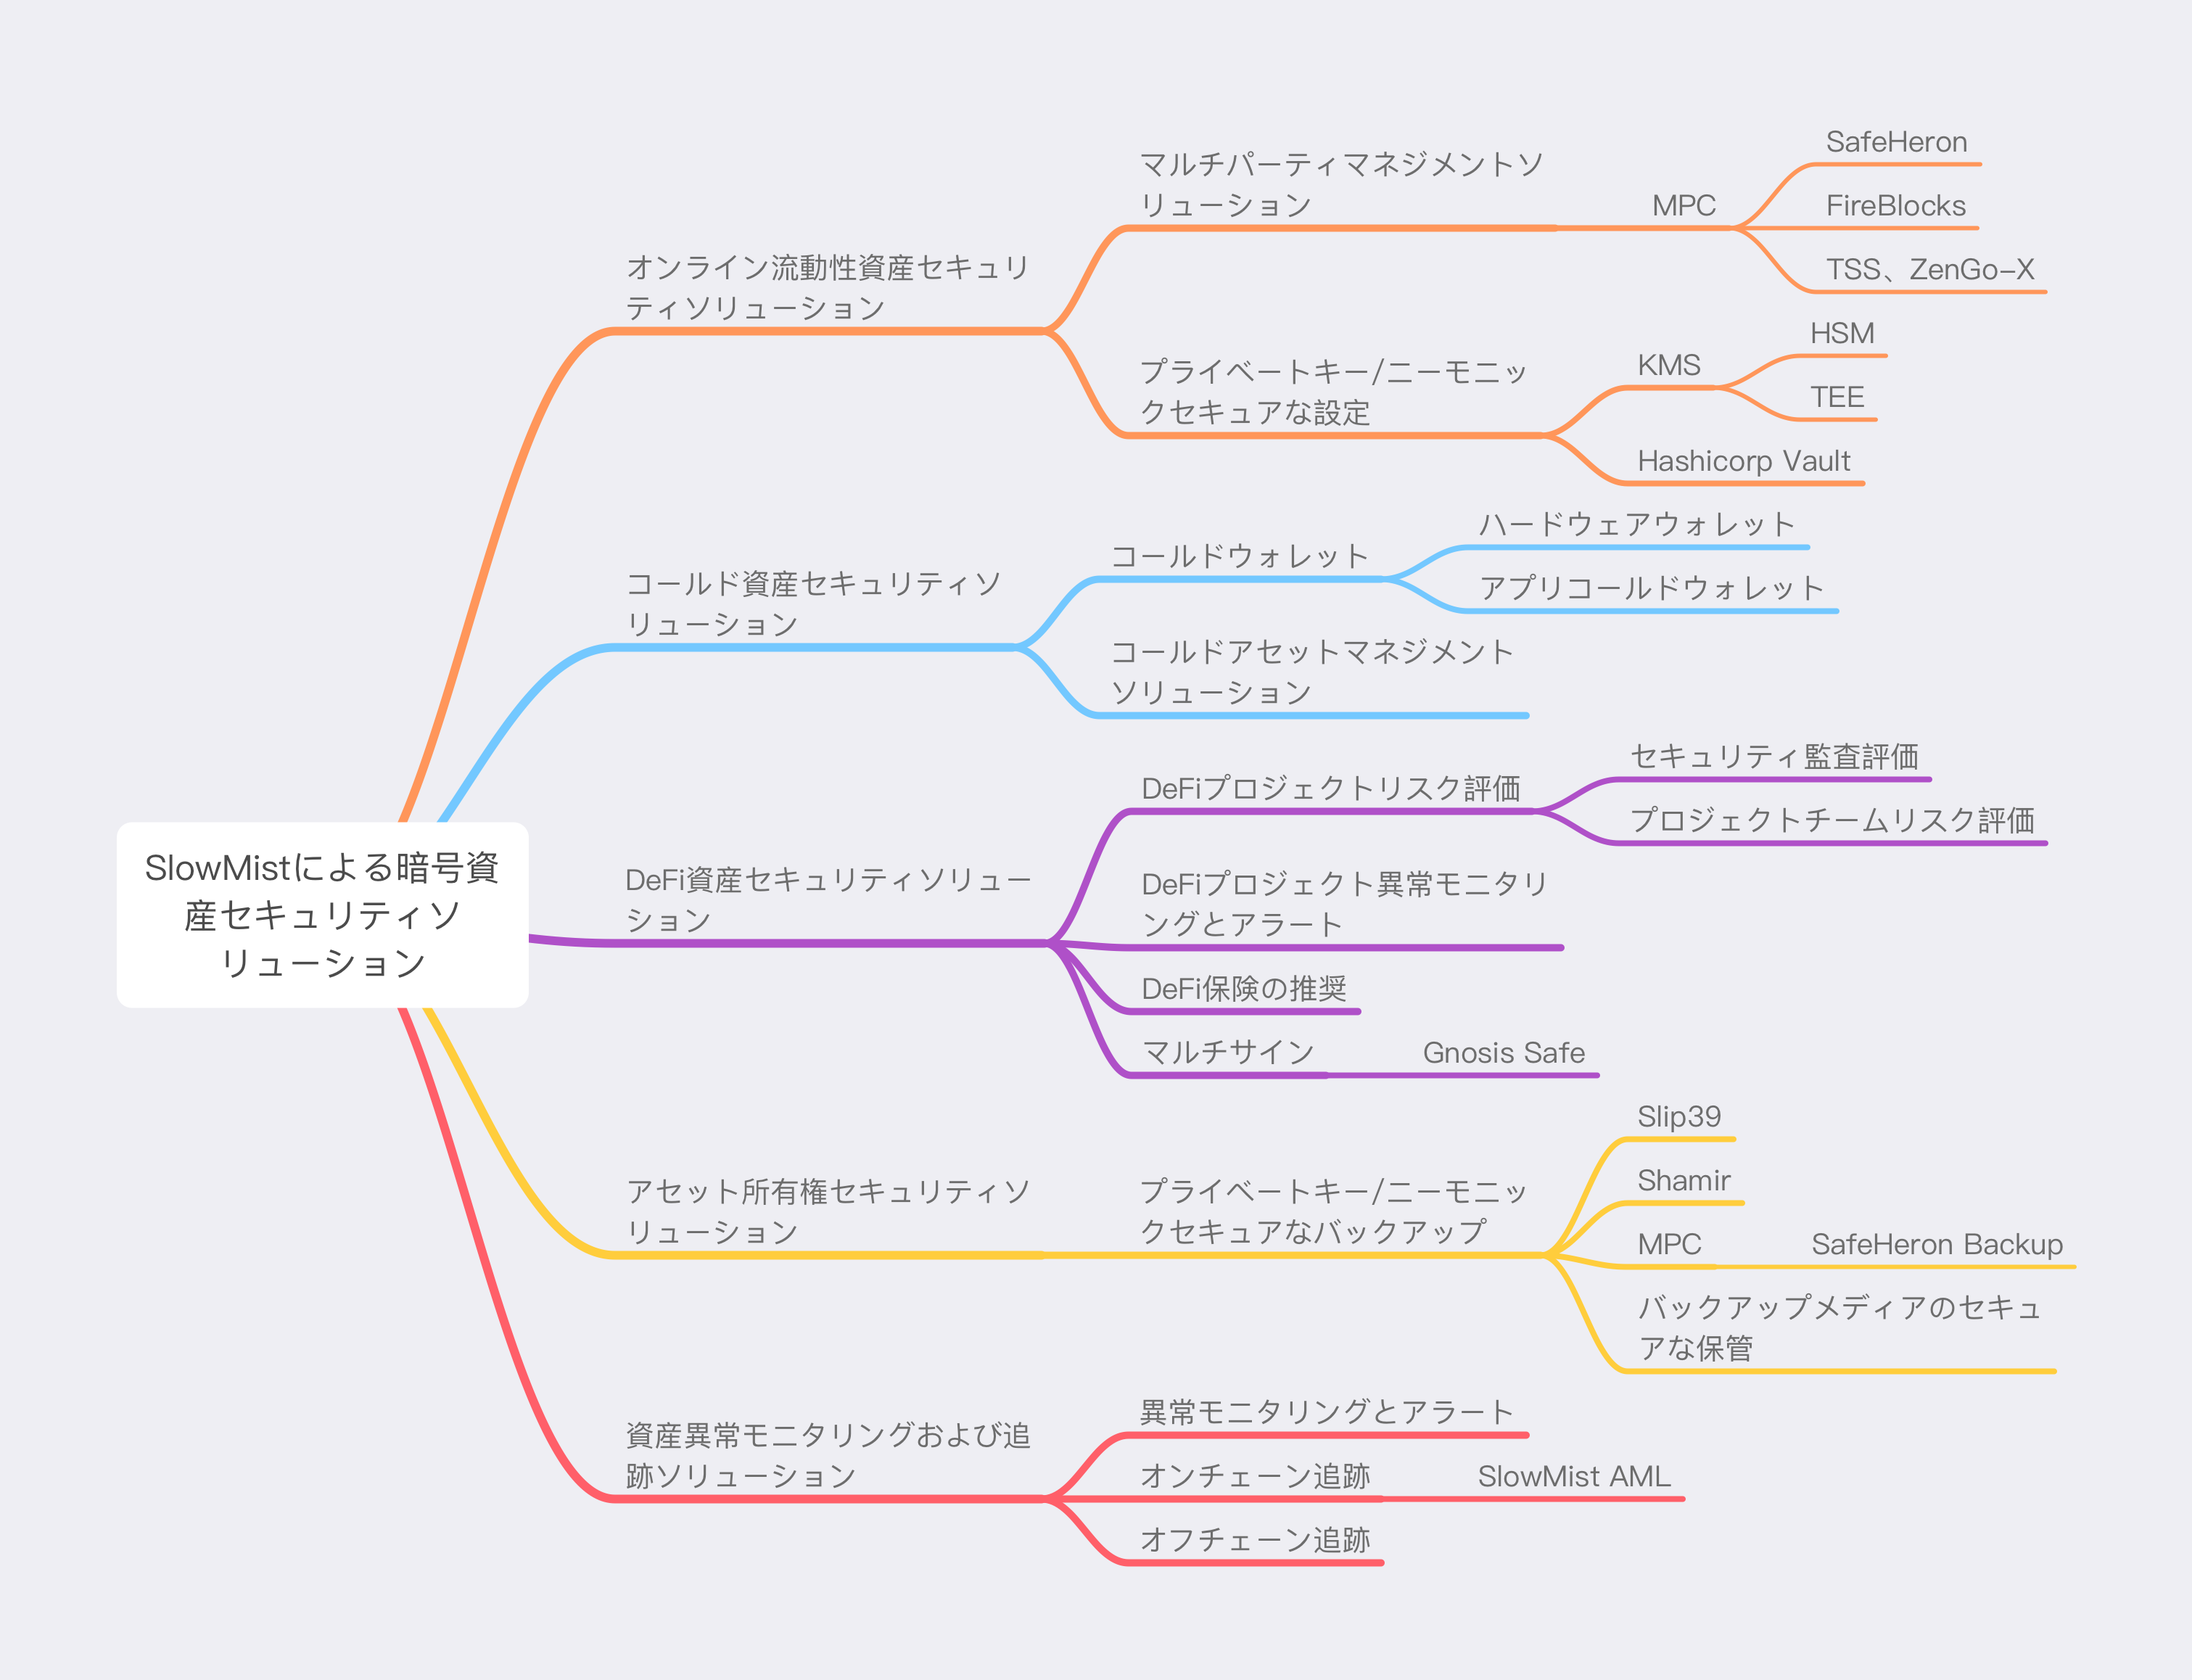 SlowMistによる暗号資
産セキュリティソ
リューション
オンライン流動性資産セキュリ
ティソリューション
マルチパーティマネジメントソ
リューション
MPC
SafeHeron
FireBlocks
TSS、ZenGo-X
プライベートキー/ニーモニッ
クセキュアな設定
KMS
HSM
TEE
Hashicorp Vault
コールド資産セキュリティソ
リューション
コールドウォレット
ハードウェアウォレット
アプリコールドウォレット
コールドアセットマネジメント
ソリューション
DeFi資産セキュリティソリュー
ション
DeFiプロジェクトリスク評価
セキュリティ監査評価
プロジェクトチームリスク評価
DeFiプロジェクト異常モニタリ
ングとアラート
DeFi保険の推奨
マルチサイン
Gnosis Safe
アセット所有権セキュリティソ
リューション
プライベートキー/ニーモニッ
クセキュアなバックアップ
Slip39
Shamir
MPC
SafeHeron Backup
バックアップメディアのセキュ
アな保管
資産異常モニタリングおよび追
跡ソリューション
異常モニタリングとアラート
オンチェーン追跡
SlowMist AML
オフチェーン追跡